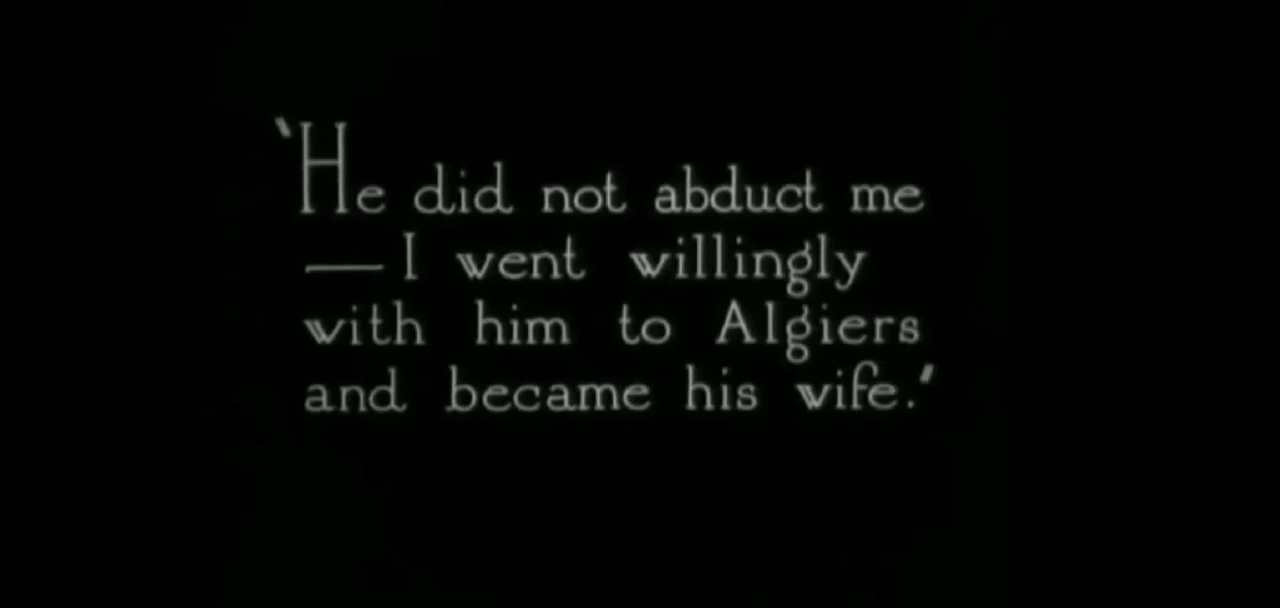 ‘He did not abduct me
—I went willingly
with him to Algiers
and became his wife.’